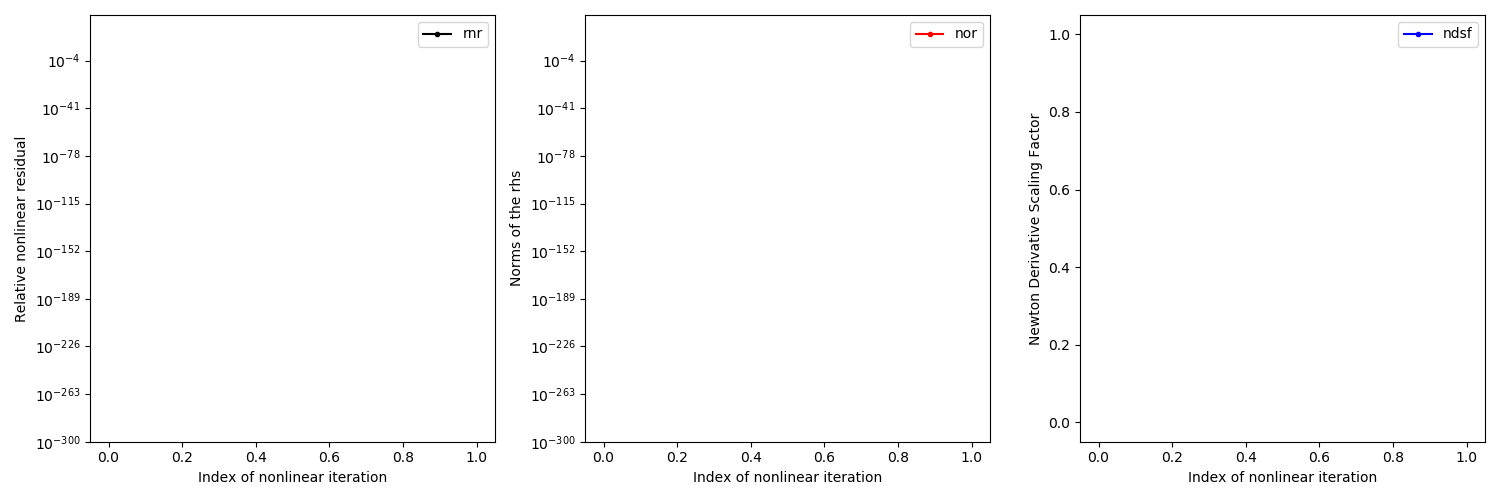 rnr
10^{-4}
10^{-41}
10^{-78}
10^{-115}
10^{-152}
10^{-189}
10^{-226}
10^{-263}
10^{-300}
Relative nonlinear residual
0.0 0.2 0.4 0.6 0.8 1.0
Index of nonlinear iteration
nor
10^{-4}
10^{-41}
10^{-78}
10^{-115}
10^{-152}
10^{-189}
10^{-226}
10^{-263}
10^{-300}
Norms of the rhs
0.0 0.2 0.4 0.6 0.8 1.0
Index of nonlinear iteration
ndsf
1.0
0.8
0.6
0.4
0.2
0.0
Newton Derivative Scaling Factor
0.0 0.2 0.4 0.6 0.8 1.0
Index of nonlinear iteration